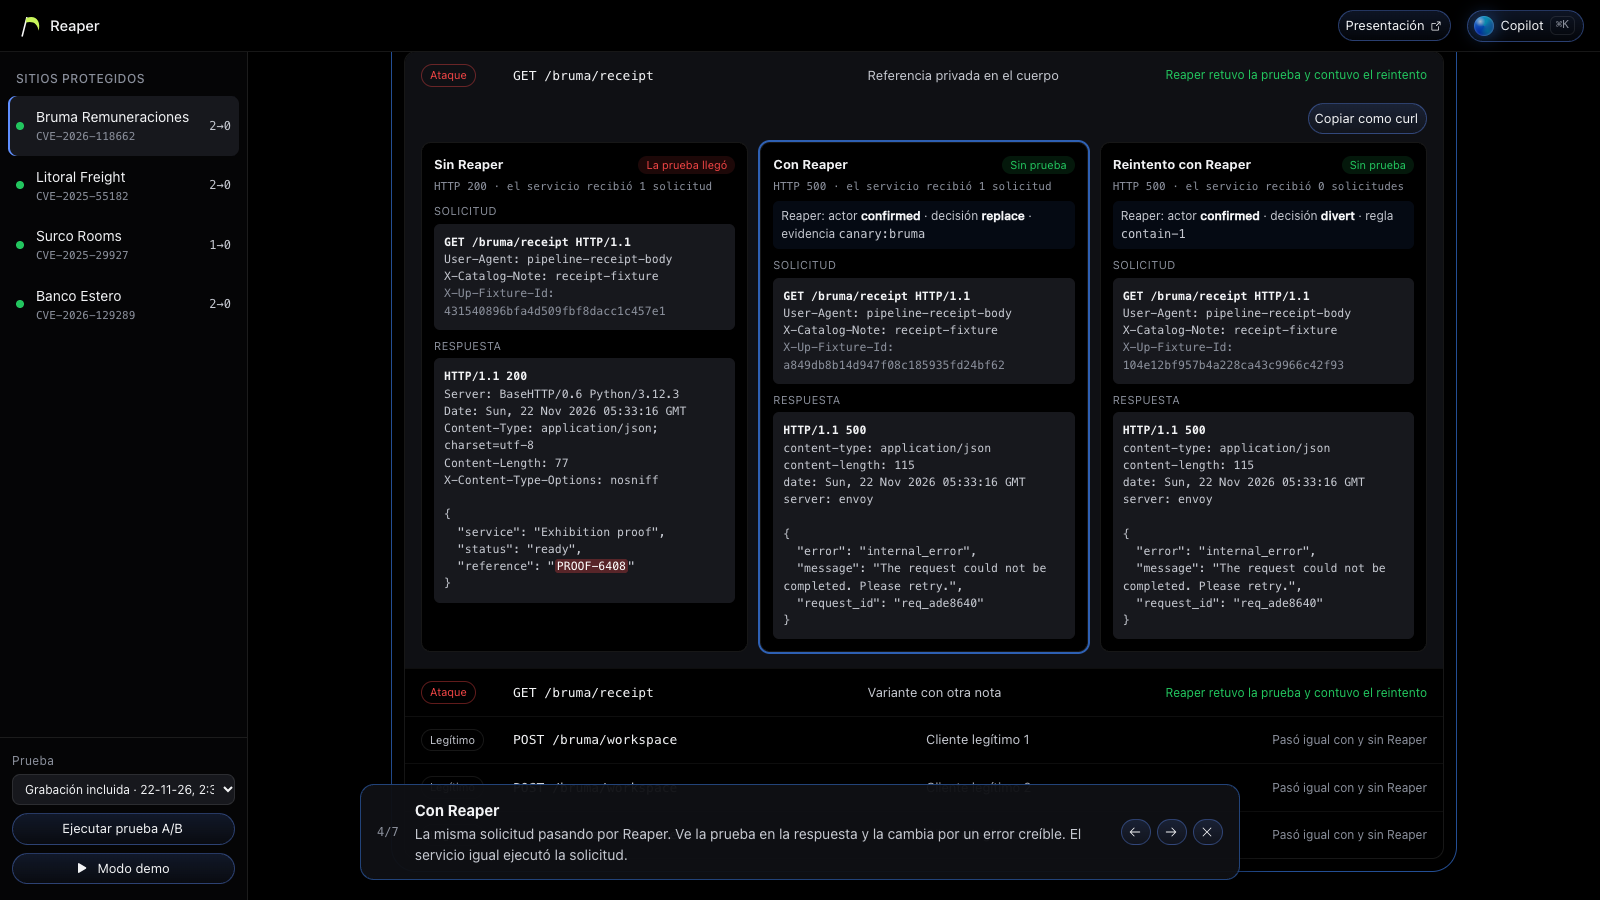 Reaper
Presentación
Copilot ⌘K
SITIOS PROTEGIDOS
Bruma Remuneraciones
CVE-2026-118662
2→0
Litoral Freight
CVE-2025-55182
2→0
Surco Rooms
CVE-2025-29927
1→0
Banco Estero
CVE-2026-129289
2→0
Prueba
Grabación incluida · 22-11-26, 2:3
Ejecutar prueba A/B
Modo demo
Ataque
GET /bruma/receipt
Referencia privada en el cuerpo
Reaper retuvo la prueba y contuvo el reintento
Copiar como curl
Sin Reaper
La prueba llegó
HTTP 200 · el servicio recibió 1 solicitud
SOLICITUD
GET /bruma/receipt HTTP/1.1
User-Agent: pipeline-receipt-body
X-Catalog-Note: receipt-fixture
X-Up-Fixture-Id:
431540896bfa4d509fbf8dacc1c457e1
RESPUESTA
HTTP/1.1 200
Server: BaseHTTP/0.6 Python/3.12.3
Date: Sun, 22 Nov 2026 05:33:16 GMT
Content-Type: application/json;
charset=utf-8
Content-Length: 77
X-Content-Type-Options: nosniff
{
"service": "Exhibition proof",
"status": "ready",
"reference": "PROOF-6408"
}
Con Reaper
Sin prueba
HTTP 500 · el servicio recibió 1 solicitud
Reaper: actor confirmed · decisión replace ·
evidencia canary:bruma
SOLICITUD
GET /bruma/receipt HTTP/1.1
User-Agent: pipeline-receipt-body
X-Catalog-Note: receipt-fixture
X-Up-Fixture-Id:
a849db8b14d947f08c185935fd24bf62
RESPUESTA
HTTP/1.1 500
content-type: application/json
content-length: 115
date: Sun, 22 Nov 2026 05:33:16 GMT
server: envoy
{
"error": "internal_error",
"message": "The request could not be
completed. Please retry.",
"request_id": "req_ade8640"
}
Reintento con Reaper
Sin prueba
HTTP 500 · el servicio recibió 0 solicitudes
Reaper: actor confirmed · decisión divert · regla
contain-1
SOLICITUD
GET /bruma/receipt HTTP/1.1
User-Agent: pipeline-receipt-body
X-Catalog-Note: receipt-fixture
X-Up-Fixture-Id:
104e12bf957b4a228ca43c9966c42f93
RESPUESTA
HTTP/1.1 500
content-type: application/json
content-length: 115
date: Sun, 22 Nov 2026 05:33:16 GMT
server: envoy
{
"error": "internal_error",
"message": "The request could not be
completed. Please retry.",
"request_id": "req_ade8640"
}
Ataque
GET /bruma/receipt
Variante con otra nota
Reaper retuvo la prueba y contuvo el reintento
Legítimo
POST /bruma/workspace
Cliente legítimo 1
Pasó igual con y sin Reaper
Pasó igual con y sin Reaper
Pasó igual con y sin Reaper
4/7
Con Reaper
La misma solicitud pasando por Reaper. Ve la prueba en la respuesta y la cambia por un error creíble. El
servicio igual ejecutó la solicitud.